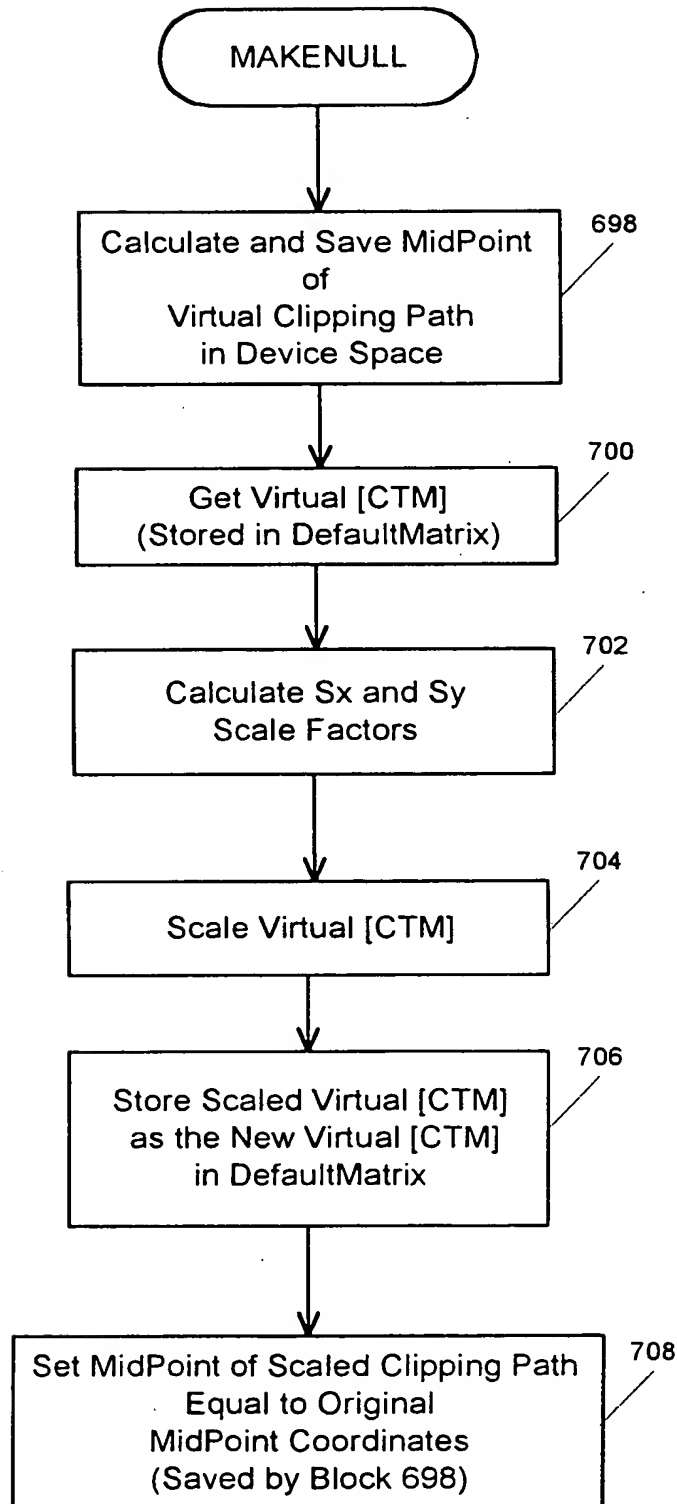 MAKENULL
Calculate and Save MidPoint
of
Virtual Clipping Path
in Device Space
698
Get Virtual [CTM]
(Stored in DefaultMatrix)
700
Calculate Sx and Sy
Scale Factors
702
Scale Virtual [CTM]
704
Store Scaled Virtual [CTM]
as the New Virtual [CTM]
in DefaultMatrix
706
Set MidPoint of Scaled Clipping Path
Equal to Original
MidPoint Coordinates
(Saved by Block 698)
708